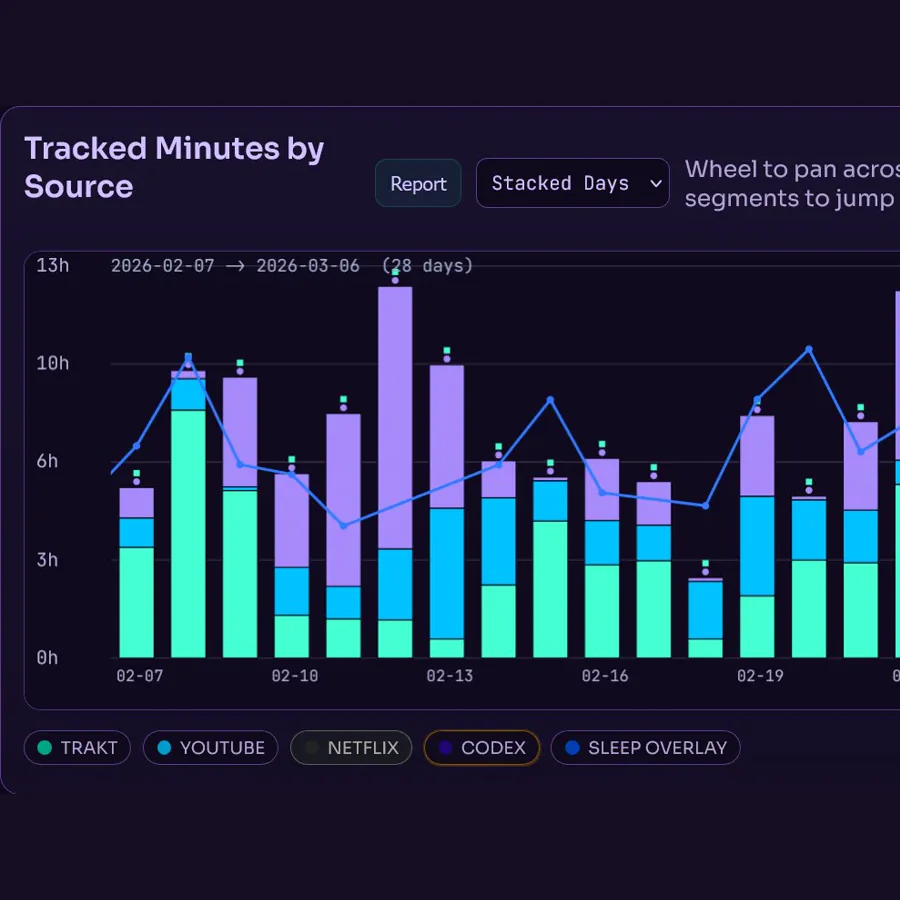 Tracked Minutes by
Source
Report
Stacked Days
Wheel to pan
segments to jump
13h
2026-02-07 → 2026-03-06 (28 days)
10h
6h
3h
0h
02-07 02-10 02-13 02-16 02-19
TRAKT YOUTUBE NETFLIX CODEX SLEEP OVERLAY